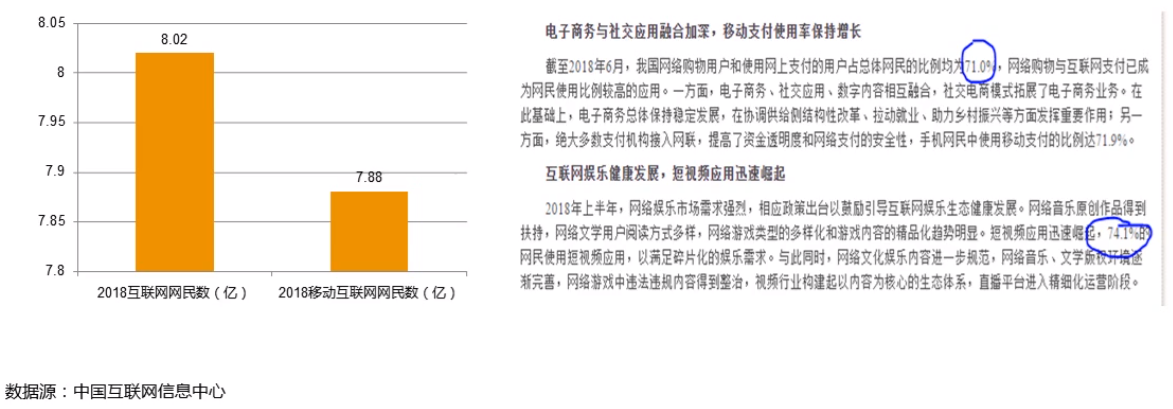 8.05
8.02
8
7.95
7.9
7.88
7.85
7.8
2018互联网网民数（亿）
2018移动互联网网民数（亿）
电子商务与社交应用融合加深，移动支付使用率保持增长
截至2018年6月，我国网络购物用户和使用网上支付的用户占总体网民的比例均为71.0%，网络购物与互联网支付已成
为网民使用比例较高的应用。一方面，电子商务、社交应用、数字内容相互融合，社交电商模式拓展了电子商务业务。在
此基础上，电子商务总体保持稳定发展，在协调供给侧结构性改革、拉动就业、助力乡村振兴等方面发挥重要作用；另一
方面，绝大多数支付机构接入网联，提高了资金透明度和网络支付的安全性，手机网民中使用移动支付的比例达71.9%。
互联网娱乐健康发展，短视频应用迅速崛起
2018年上半年，网络娱乐市场需求强烈，相应政策出台以鼓励引导互联网娱乐生态健康发展。网络音乐原创作品得到
扶持，网络文学用户阅读方式多样，网络游戏类型的多样化和游戏内容的精品化趋势明显。短视频应用迅速崛起，74.1%的
网民使用短视频应用，以满足碎片化的娱乐需求。与此同时，网络文化娱乐内容进一步规范，网络音乐、文学版权环境逐
渐完善，网络游戏中违法违规内容得到整治，视频行业构建起以内容为核心的生态体系，直播平台进入精细化运营阶段。
数据源：中国互联网信息中心